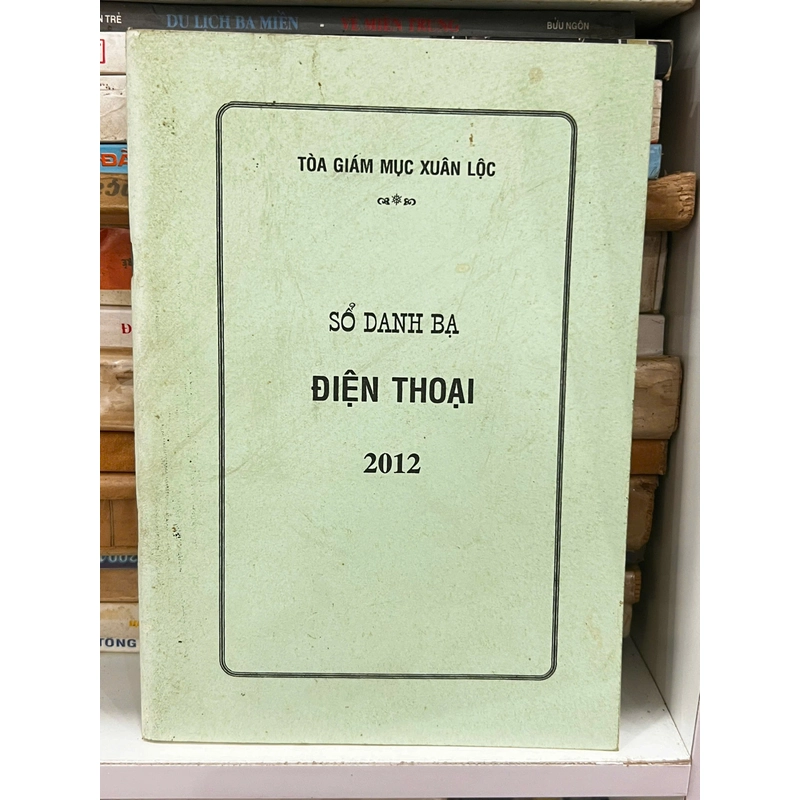 DU LỊCH BA MIỀN
BỬU NGÔN
TÒA GIÁM MỤC XUÂN LỘC
SỔ DANH BẠ
ĐIỆN THOẠI
2012